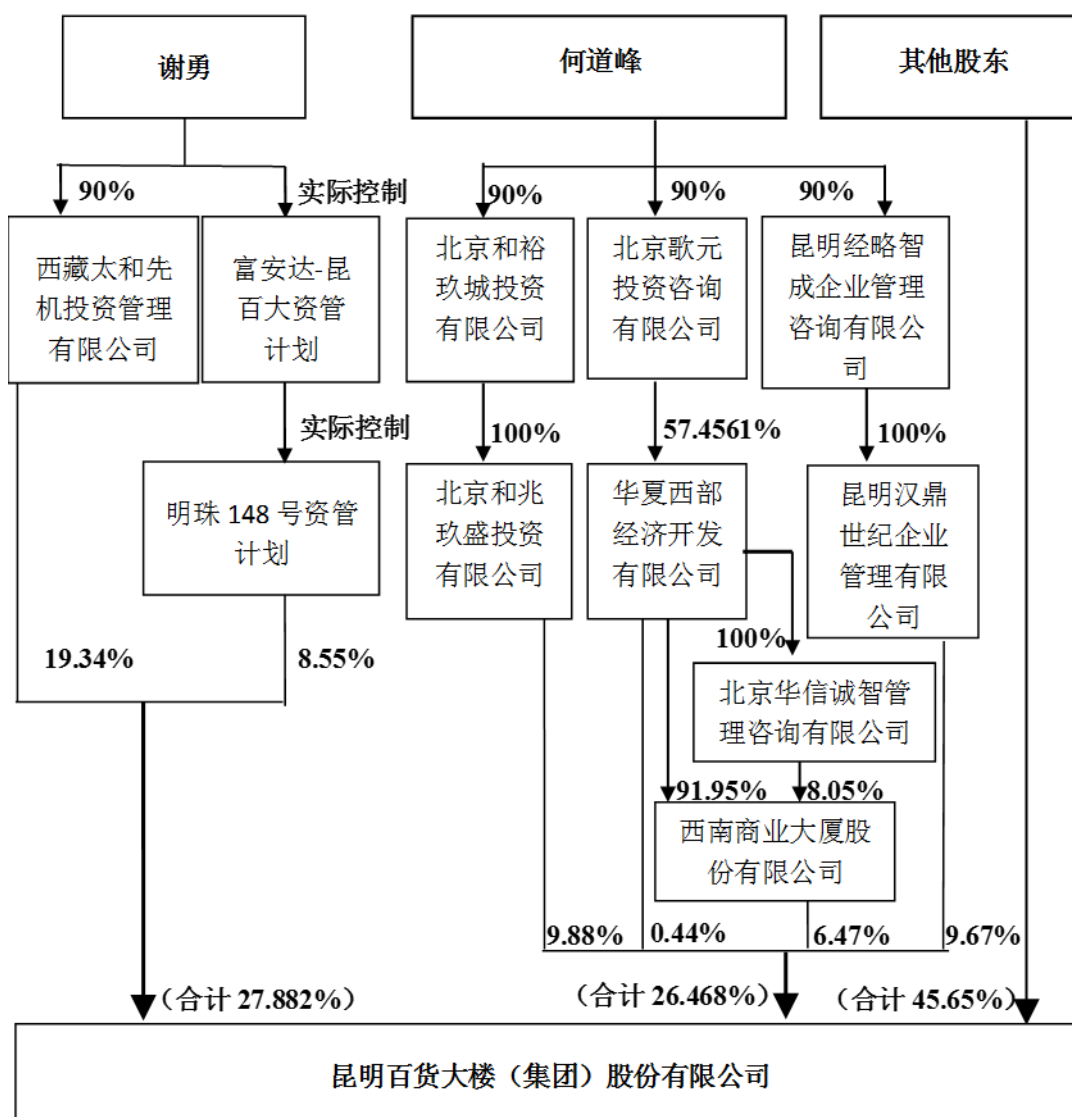 谢勇
何道峰
其他股东
90%
实际控制
90%
90%
90%
西藏太和先
机投资管理
有限公司
富安达-昆
百大资管
计划
北京和裕
玖城投资
有限公司
北京歌元
投资咨询
有限公司
昆明经略智
成企业管理
咨询有限公
司
实际控制
100%
57.4561%
100%
明珠 148 号资管
计划
北京和兆
玖盛投资
有限公司
华夏西部
经济开发
有限公司
昆明汉鼎
世纪企业
管理有限
公司
19.34%
8.55%
100%
北京华信诚智管
理咨询有限公司
91.95%
8.05%
西南商业大厦股
份有限公司
9.88%
0.44%
6.47%
9.67%
（合计 27.882%）
（合计 26.468%）
（合计 45.65%）
昆明百货大楼（集团）股份有限公司